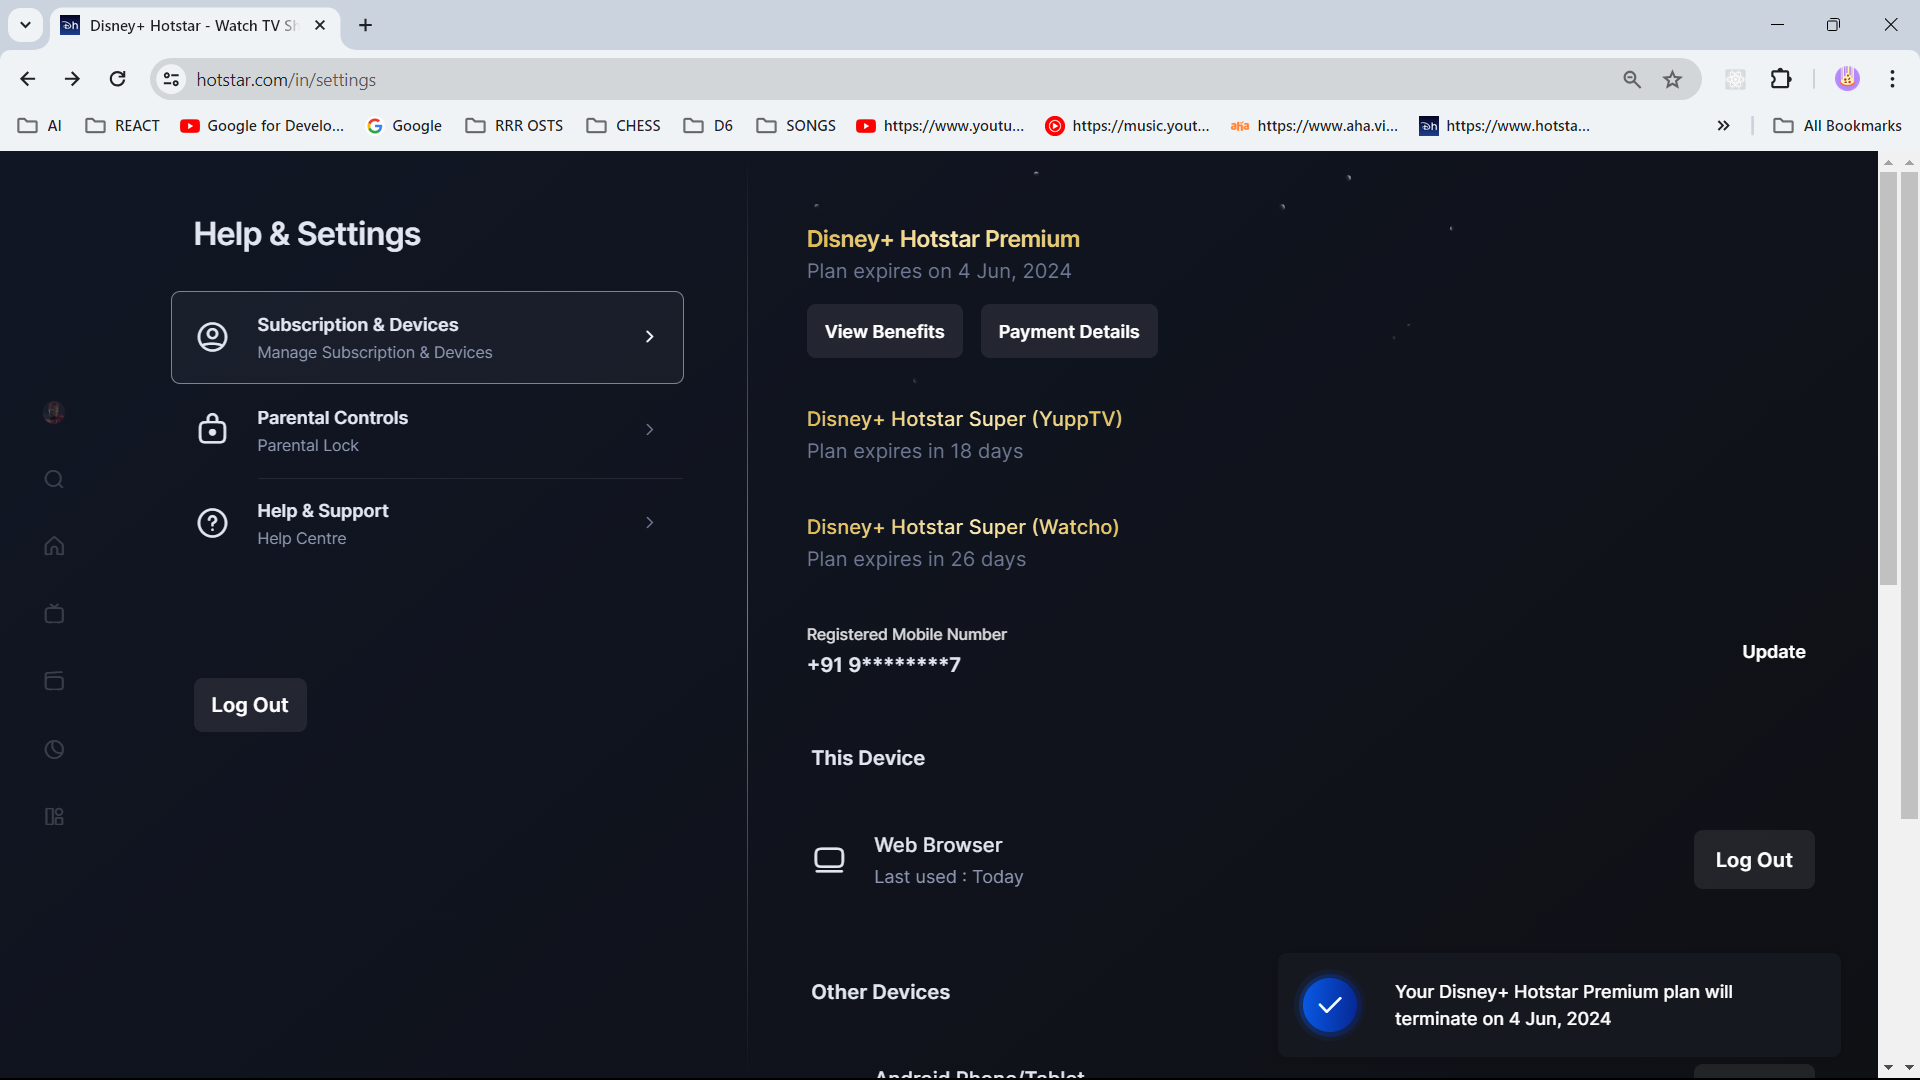 Disney+ Hotstar - Watch TV Sh
hotstar.com/in/settings
AI
REACT
Google for Develo...
Google
RRR OSTS
CHESS
D6
SONGS
https://www.youtu...
https://music.yout...
aha
https://www.aha.vi...
https://www.hotsta...
All Bookmarks
Help & Settings
Subscription & Devices
Manage Subscription & Devices
Parental Controls
Parental Lock
Help & Support
Help Centre
Log Out
Disney+ Hotstar Premium
Plan expires on 4 Jun, 2024
View Benefits
Payment Details
Disney+ Hotstar Super (YuppTV)
Plan expires in 18 days
Disney+ Hotstar Super (Watcho)
Plan expires in 26 days
Registered Mobile Number
+91 9********7
Update
This Device
Web Browser
Last used : Today
Log Out
Other Devices
Your Disney+ Hotstar Premium plan will
terminate on 4 Jun, 2024
Android Phone/Tablet